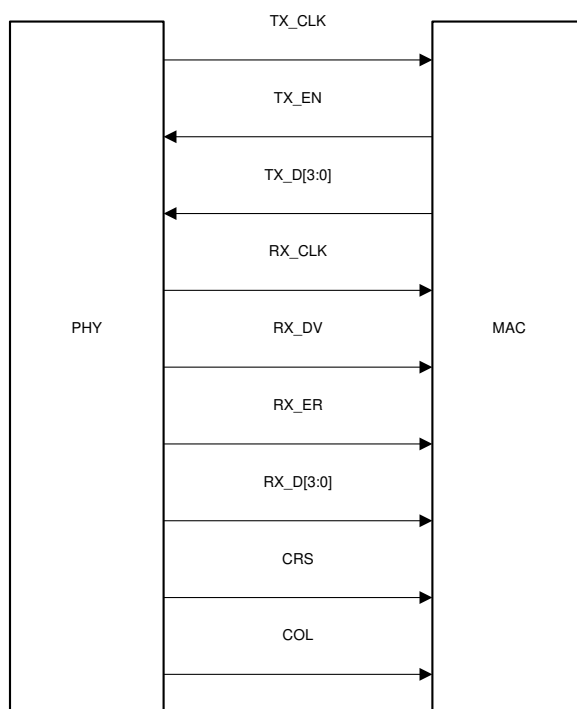 TX_CLK
TX_EN
TX_D[3:0]
RX_CLK
PHY
RX_DV
MAC
RX_ER
RX_D[3:0]
CRS
COL